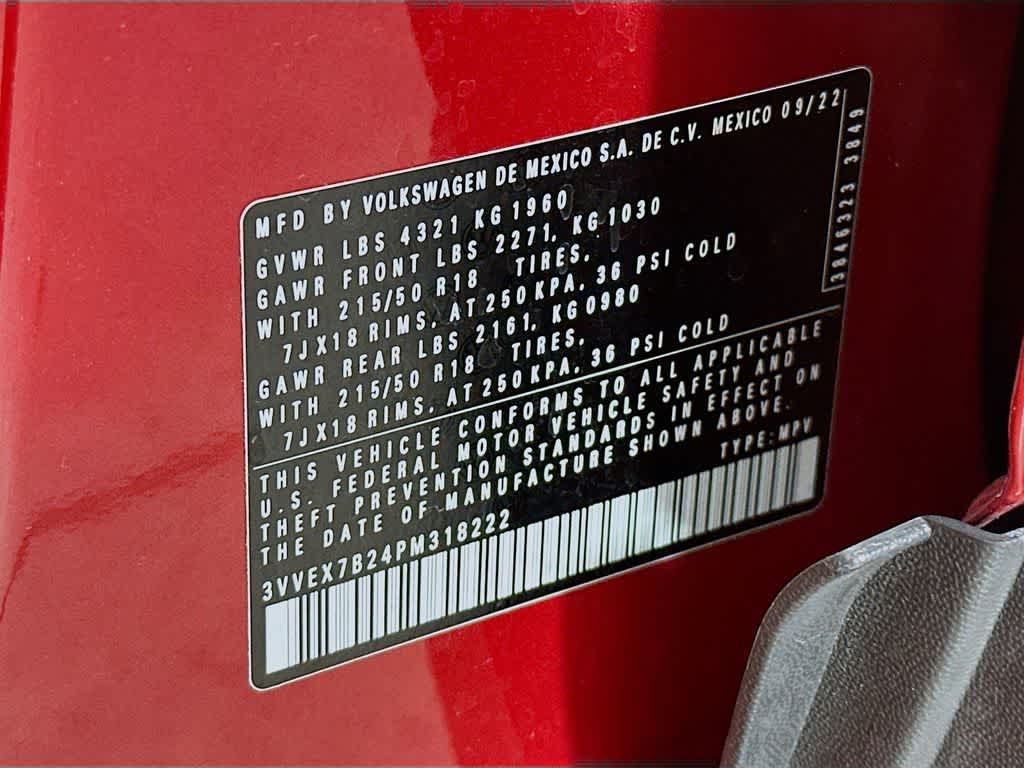 MFD BY VOLKSWAGEN DE MEXICO S.A. DE C.V. MEXICO 09/22
GVWR LBS 4321 KG 1960
GAWR FRONT LBS 2271, KG 1030
WITH 215/50 R18 TIRES,
7JX18 RIMS, AT 250 KPA, 36 PSI COLD
GAWR REAR LBS 2161, KG 0980
WITH 215/50 R18 TIRES,
7JX18 RIMS, AT 250 KPA, 36 PSI COLD
3846323 3849
THIS VEHICLE CONFORMS TO ALL APPLICABLE
U.S. FEDERAL MOTOR VEHICLE SAFETY AND
THEFT PREVENTION STANDARDS IN EFFECT ON
THE DATE OF MANUFACTURE SHOWN ABOVE.
TYPE: MPV
3VVEX7B24PM318222